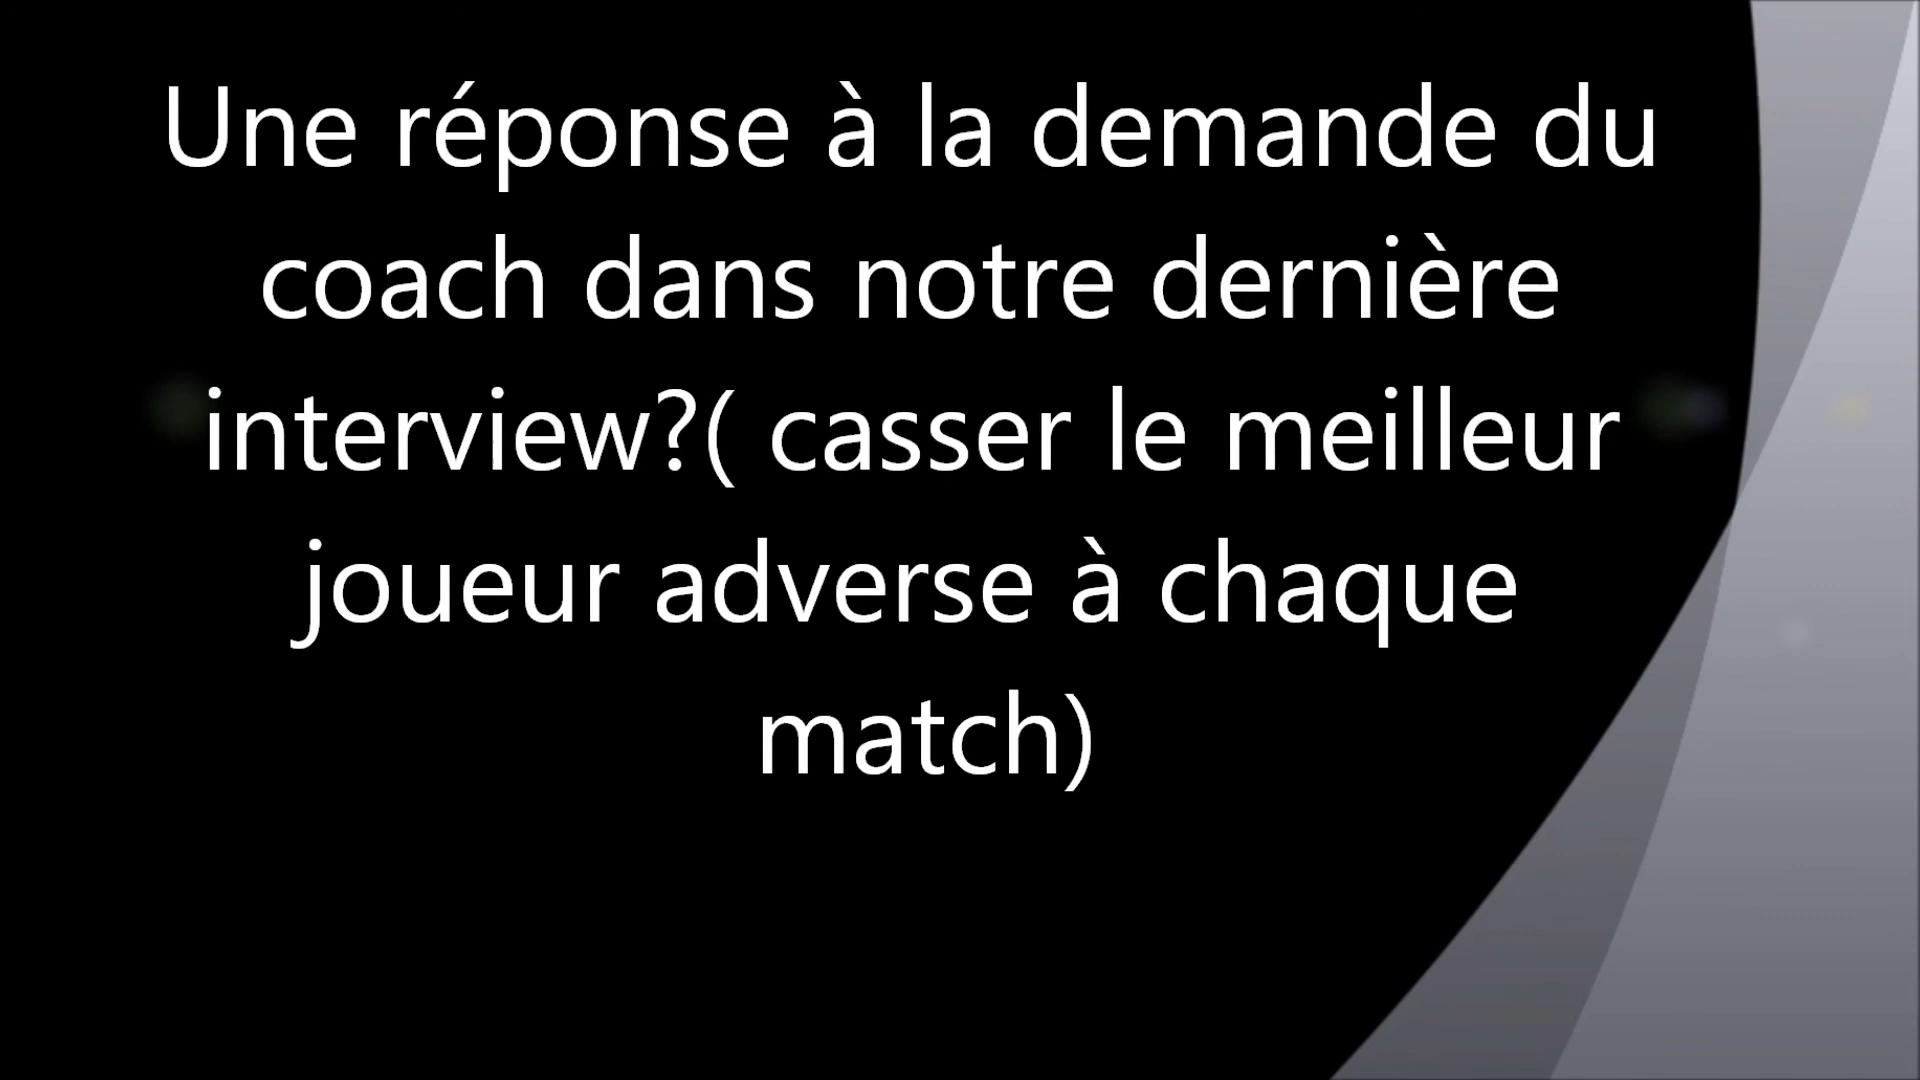 Une réponse à la demande du
coach dans notre dernière
interview?( casser le meilleur
joueur adverse à chaque
match)